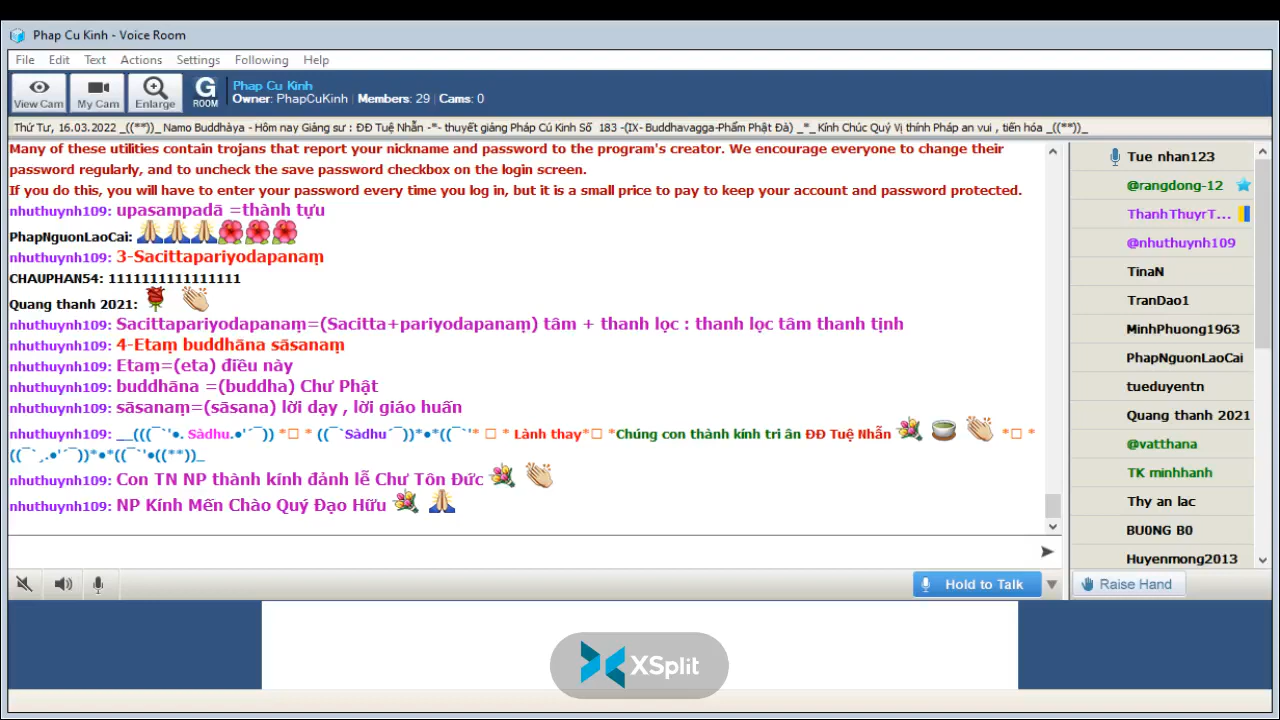 Phap Cu Kinh - Voice Room
File Edit Text Actions Settings Following Help
View Cam My Cam Enlarge G ROOM
Phap Cu Kinh
Owner: PhapCuKinh Members: 29 Cams: 0
Thứ Tư, 16.03.2022 _((**))_ Namo Buddhàya - Hôm nay Giảng sư : ĐĐ Tuệ Nhẫn -*- thuyết giảng Pháp Cú Kinh Số 183 -(IX- Buddhavagga-Phẩm Phật Đà) _*_ Kính Chúc Quý Vị thính Pháp an vui , tiến hóa _((**))_
Many of these utilities contain trojans that report your nickname and password to the program's creator. We encourage everyone to change their
password regularly, and to uncheck the save password checkbox on the login screen.
If you do this, you will have to enter your password every time you log in, but it is a small price to pay to keep your account and password protected.
nhuthuynh109: upasampadā =thành tựu
PhapNguonLaoCai: 🙏🙏🙏🌺🌺🌺
nhuthuynh109: 3-Sacittapariyodapanaṃ
CHAUPHAN54: 1111111111111111
Quang thanh 2021: 🌹 👏
nhuthuynh109: Sacittapariyodapanaṃ=(Sacitta+pariyodapanaṃ) tâm + thanh lọc : thanh lọc tâm thanh tịnh
nhuthuynh109: 4-Etaṃ buddhāna sāsanaṃ
nhuthuynh109: Etaṃ=(eta) điều này
nhuthuynh109: buddhāna =(buddha) Chư Phật
nhuthuynh109: sāsanaṃ=(sāsana) lời dạy , lời giáo huấn
nhuthuynh109: __(((¯`'●. Sàdhu.●'´¯)) *□ * ((¯`Sàdhu´¯))*●*((¯`'* □ * Lành thay*□ *Chúng con thành kính tri ân ĐĐ Tuệ Nhẫn 💐 🍵 👏 *□ *
((¯`ˏ.●'´¯))*●*((¯`'●((**))_
nhuthuynh109: Con TN NP thành kính đảnh lễ Chư Tôn Đức 💐 👏
nhuthuynh109: NP Kính Mến Chào Quý Đạo Hữu 💐 🙏
Hold to Talk
Tue nhan123
@rangdong-12
ThanhThuyrT...
@nhuthuynh109
TinaN
TranDao1
MinhPhuong1963
PhapNguonLaoCai
tueduyentn
Quang thanh 2021
@vatthana
TK minhhanh
Thy an lac
BU0NG B0
Huyenmong2013
Raise Hand
XSplit